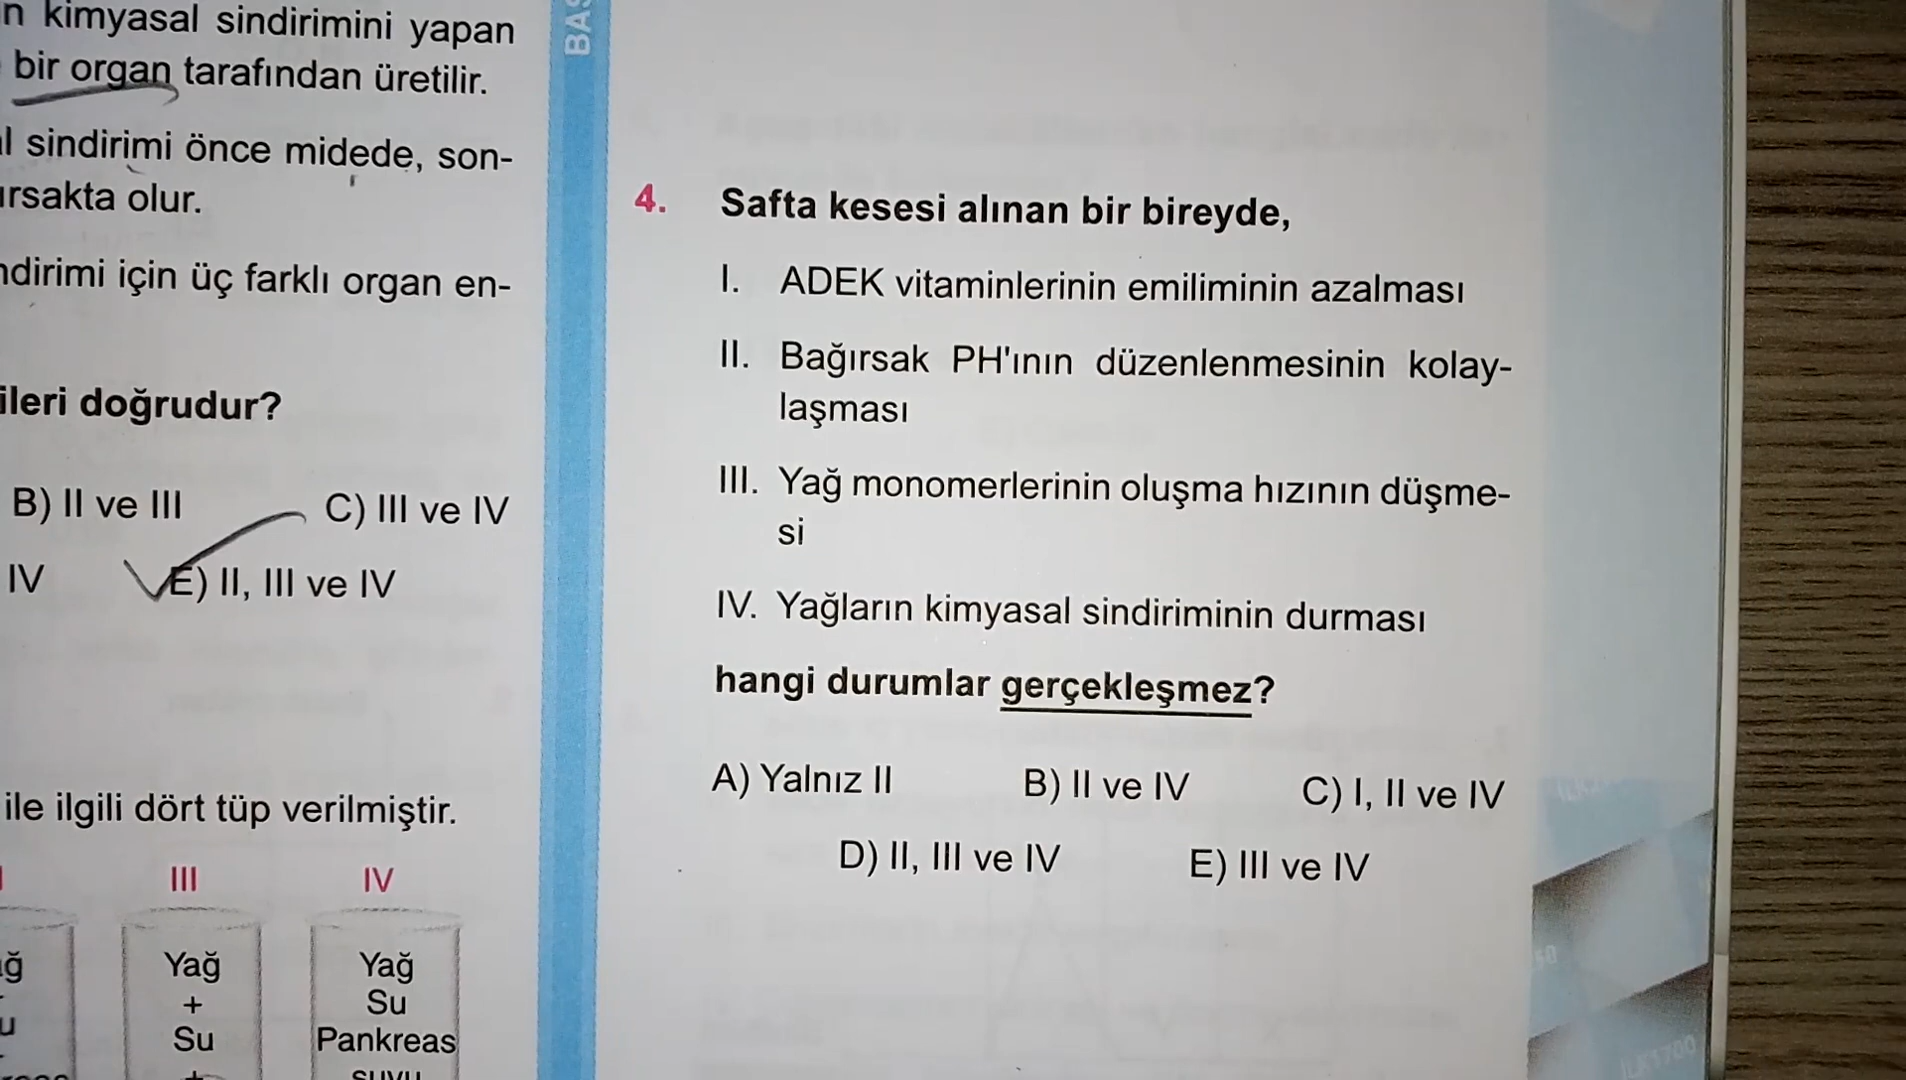 n kimyasal sindirimini yapan
bir organ tarafından üretilir.
l sindirimi önce midede, son-
ırsakta olur.
ndirimi için üç farklı organ en-
ileri doğrudur?
B) II ve III
C) III ve IV
IV
E) II, III ve IV
ile ilgili dört tüp verilmiştir.
III
IV
Yağ
+
Su
+
Yağ
Su
Pankreas
suyu
BAS
4. Safta kesesi alınan bir bireyde,
I. ADEK vitaminlerinin emiliminin azalması
II. Bağırsak PH'ının düzenlenmesinin kolay-
laşması
III. Yağ monomerlerinin oluşma hızının düşme-
si
IV. Yağların kimyasal sindiriminin durması
hangi durumlar gerçekleşmez?
A) Yalnız II
B) II ve IV
C) I, II ve IV
D) II, III ve IV
E) III ve IV